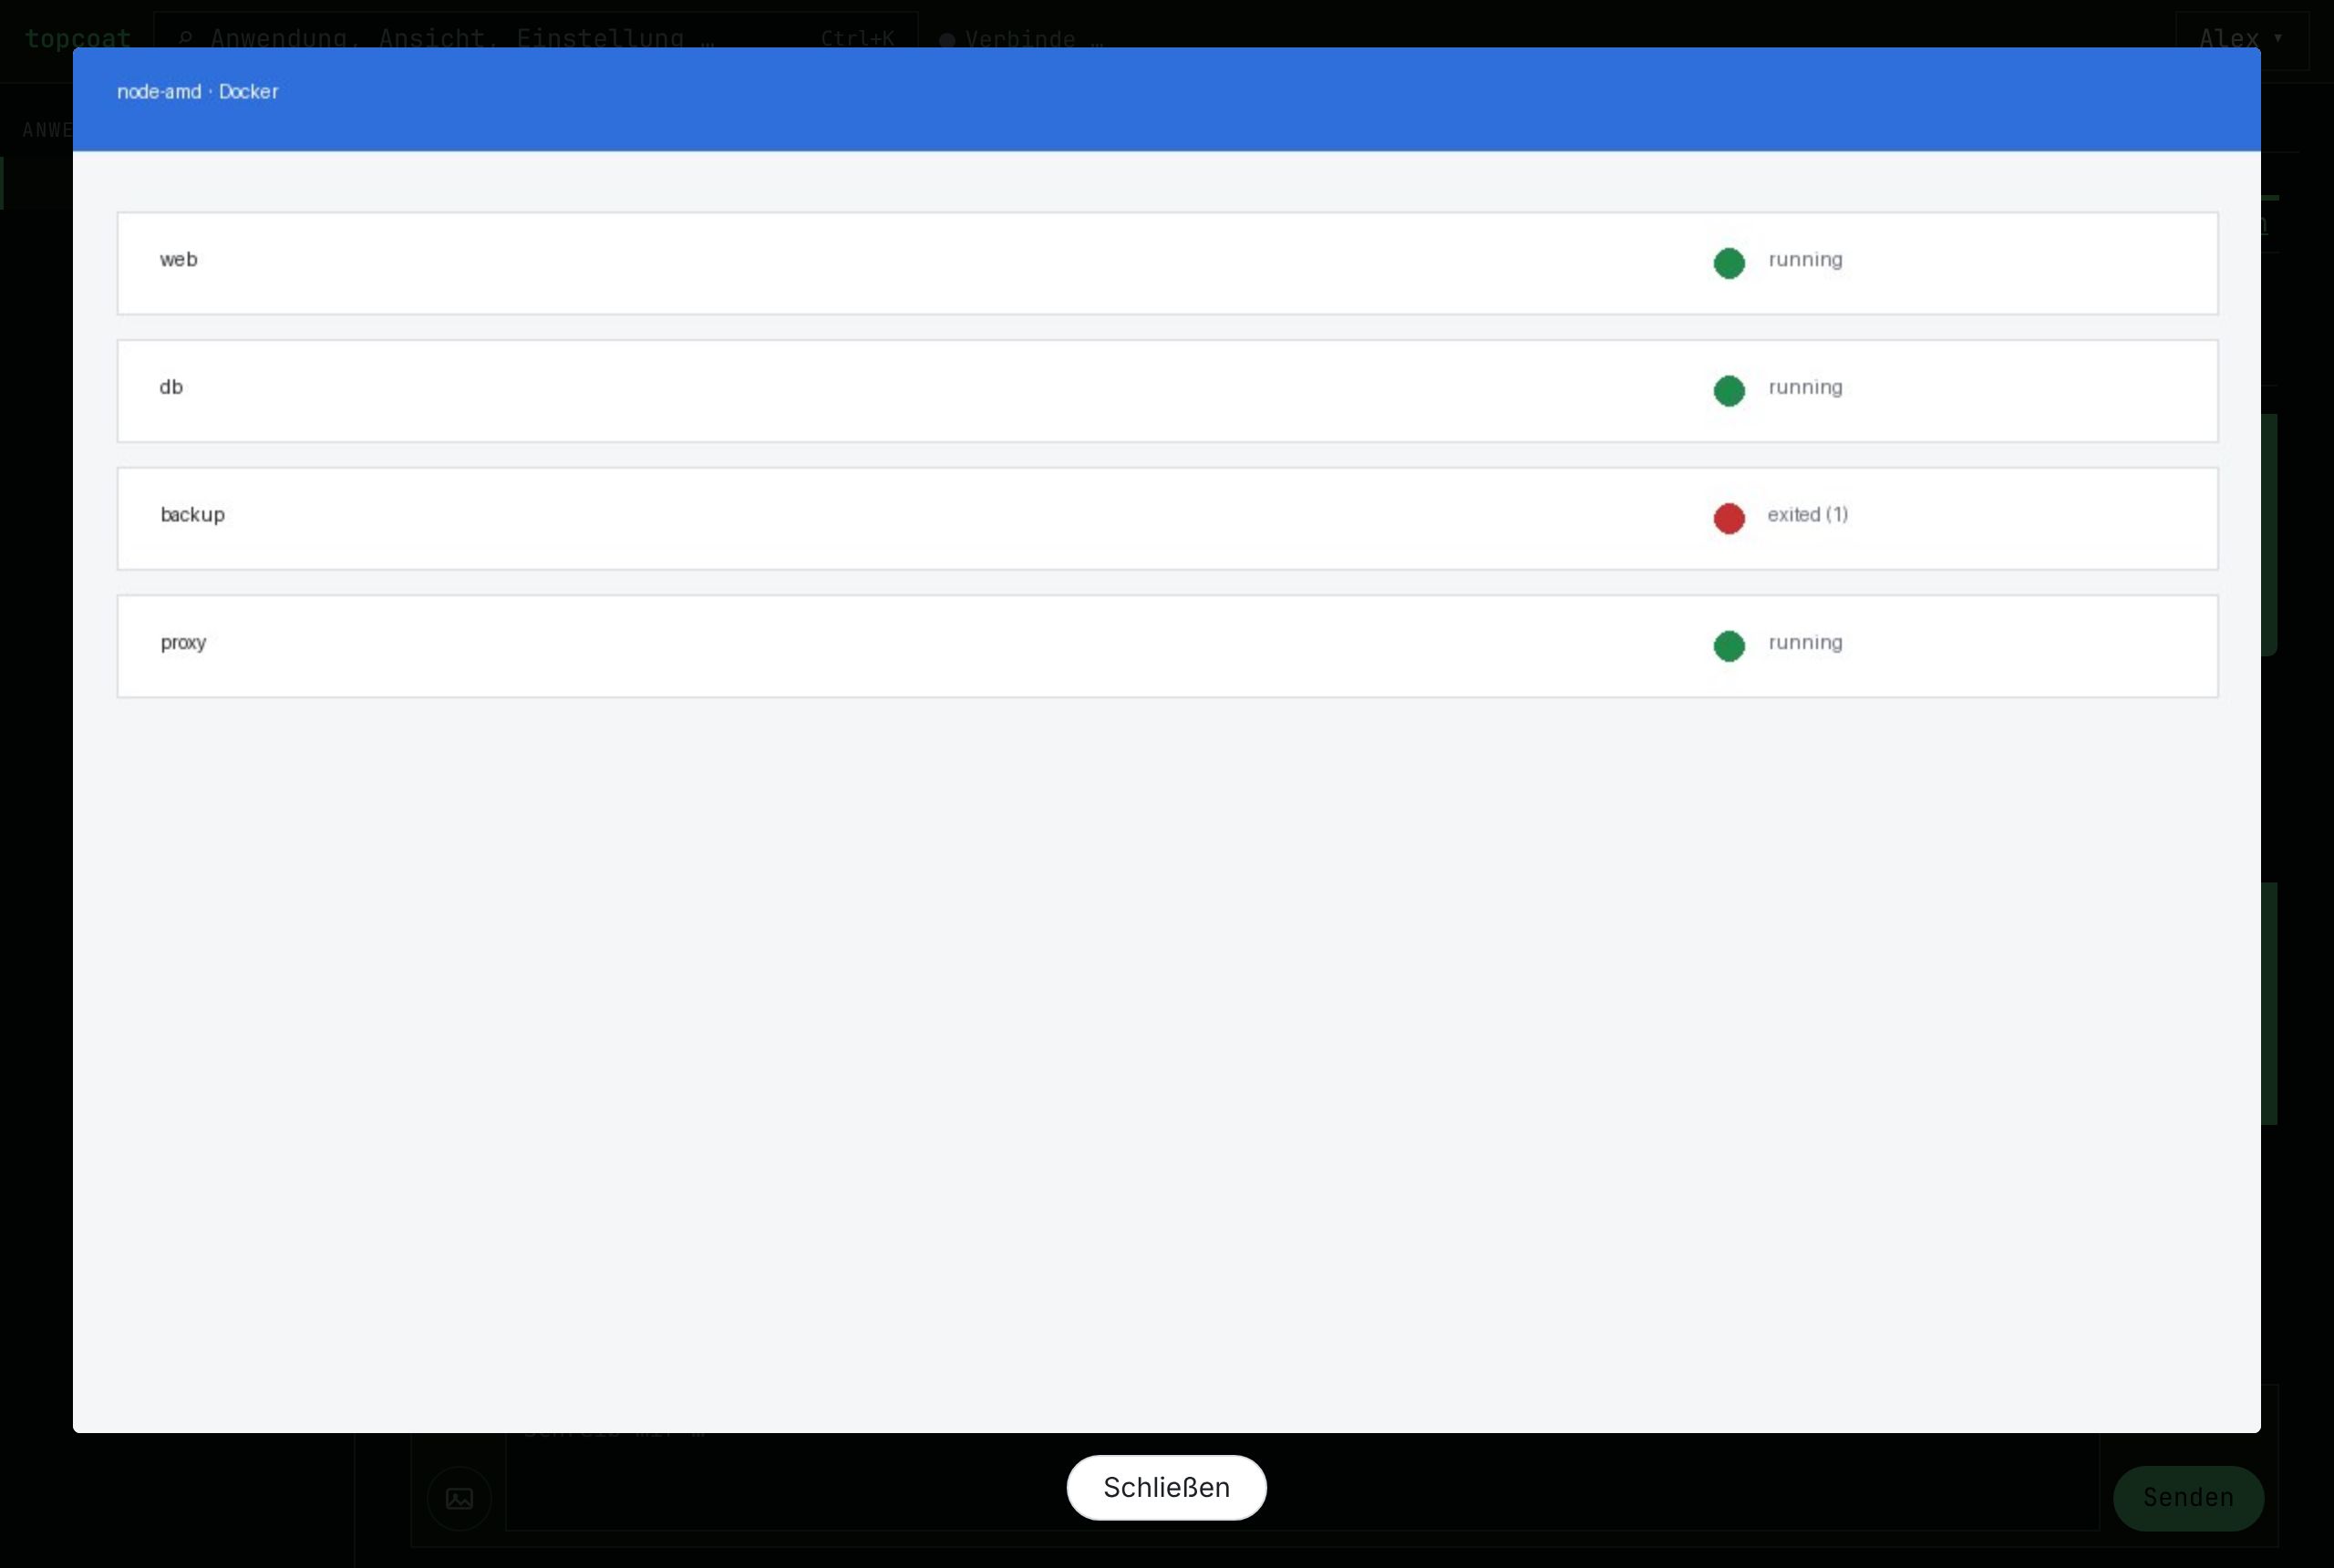 topcoat
Anwendung, Ansicht, Einstellung …
Ctrl+K
Verbinde …
Alex
node-amd · Docker
web
running
db
running
backup
exited (1)
proxy
running
Schließen
Senden